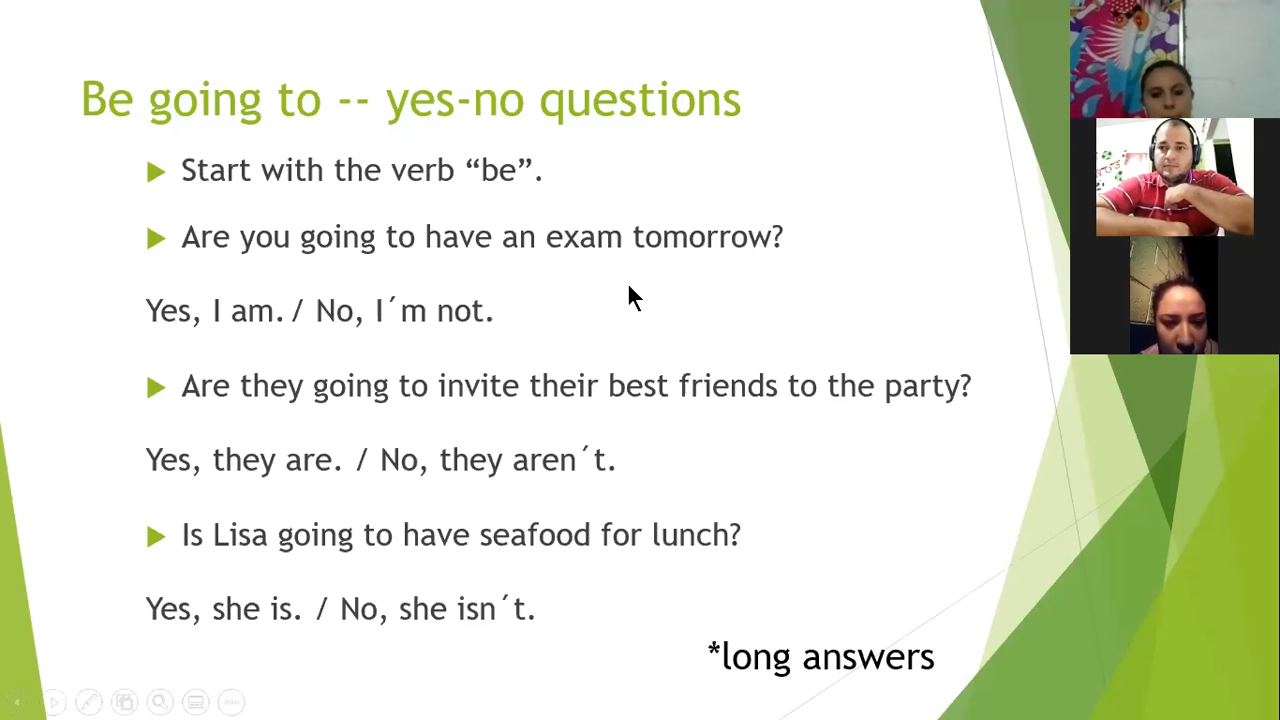 Be going to -- yes-no questions
Start with the verb “be”.
Are you going to have an exam tomorrow?
Yes, I am. / No, I´m not.
Are they going to invite their best friends to the party?
Yes, they are. / No, they aren´t.
Is Lisa going to have seafood for lunch?
Yes, she is. / No, she isn´t.
*long answers